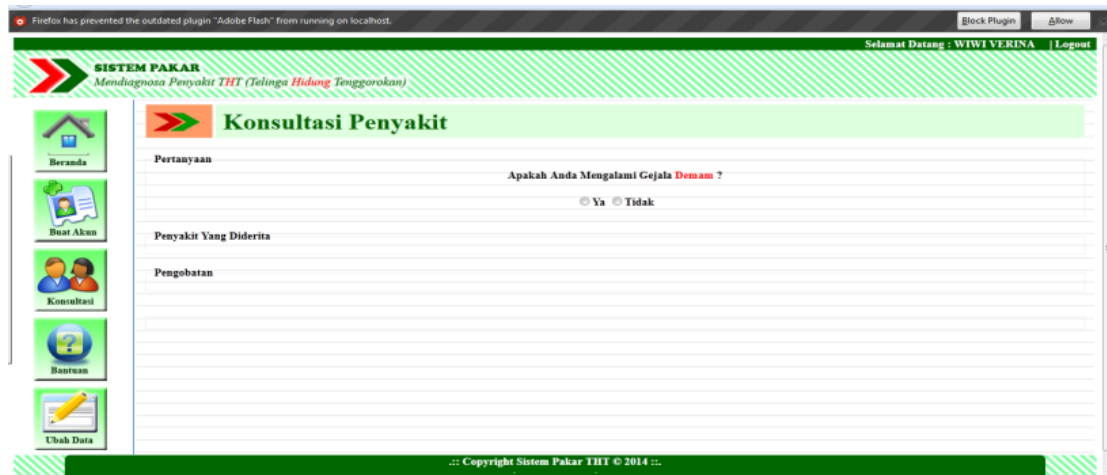 Firefox has prevented the outdated plugin "Adobe Flash" from running on localhost.
Block Plugin
Allow
Selamat Datang : WIWI VERINA | Logout
SISTEM PAKAR
Mendiagnosa Penyakit THT (Telinga Hidung Tenggorokan)
Beranda
Buat Akun
Konsultasi
Bantuan
Ubah Data
Konsultasi Penyakit
Pertanyaan
Apakah Anda Mengalami Gejala Demam ?
Ya Tidak
Penyakit Yang Diderita
Pengobatan
.:: Copyright Sistem Pakar THT © 2014 ::.